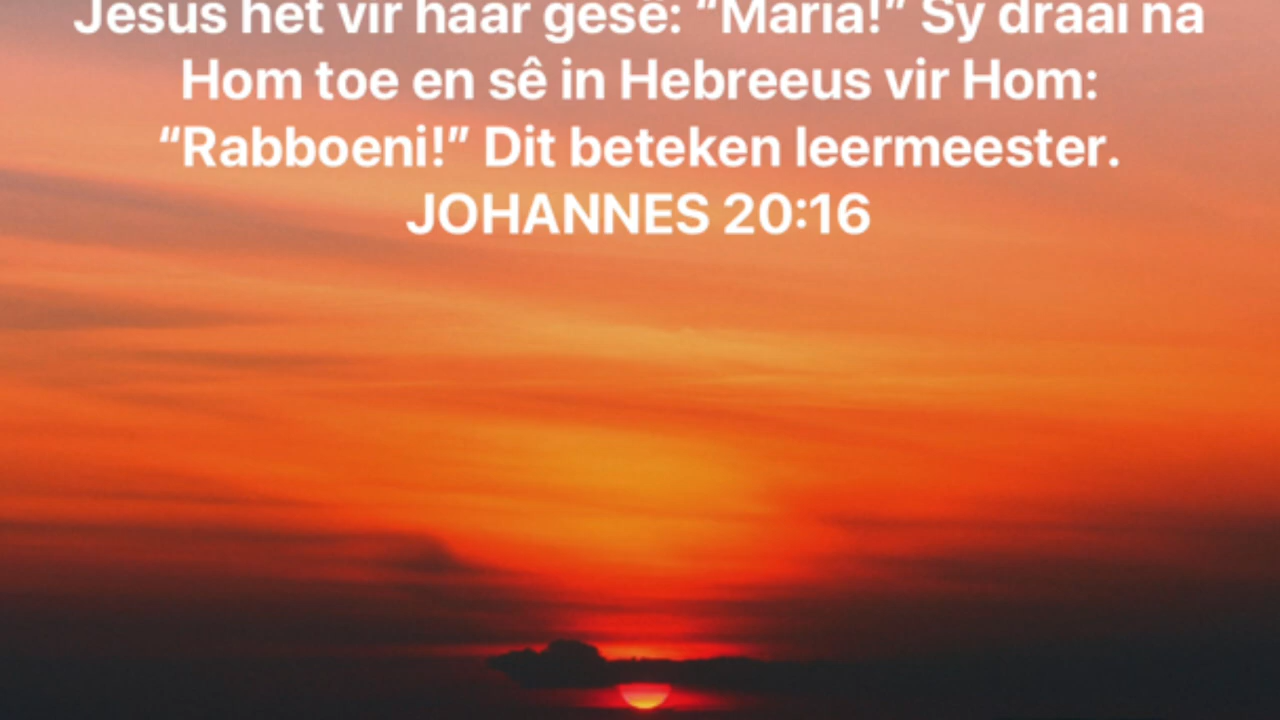 Jesus het vir haar gesê: “Maria!” Sy draai na
Hom toe en sê in Hebreeus vir Hom:
“Rabboeni!” Dit beteken leermeester.
JOHANNES 20:16